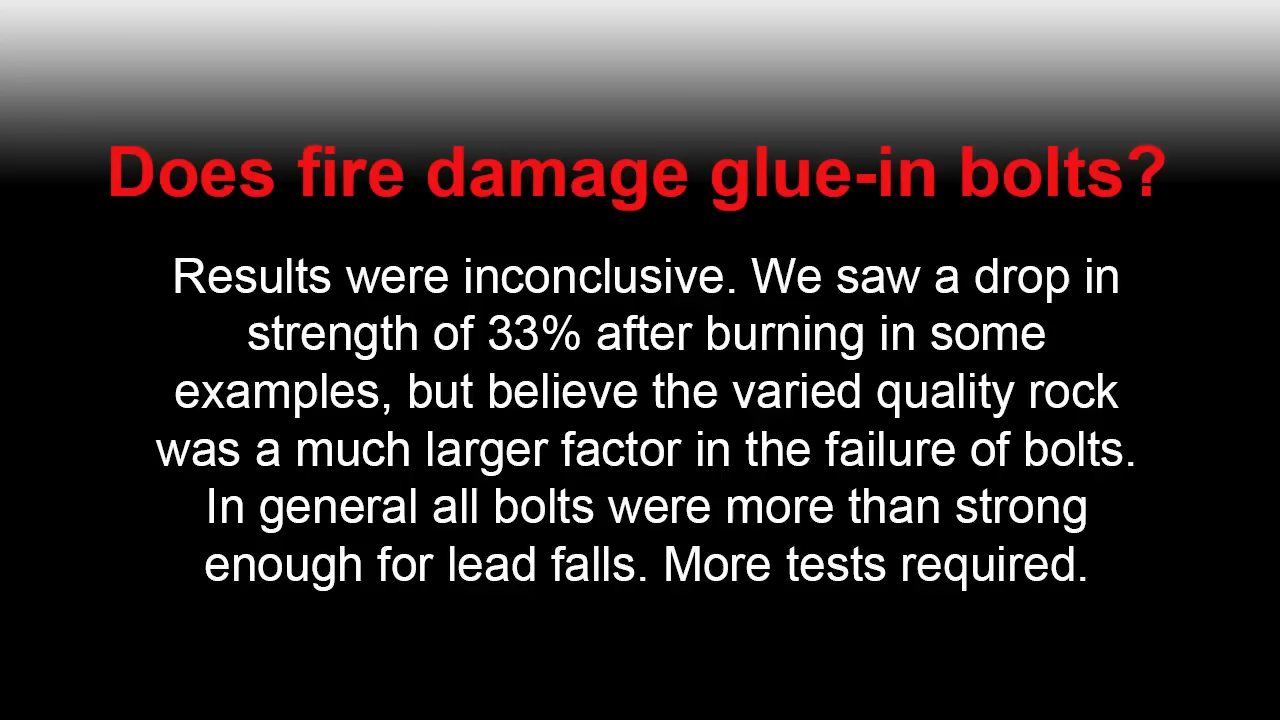 Does fire damage glue-in bolts?
Results were inconclusive. We saw a drop in
strength of 33% after burning in some
examples, but believe the varied quality rock
was a much larger factor in the failure of bolts.
In general all bolts were more than strong
enough for lead falls. More tests required.